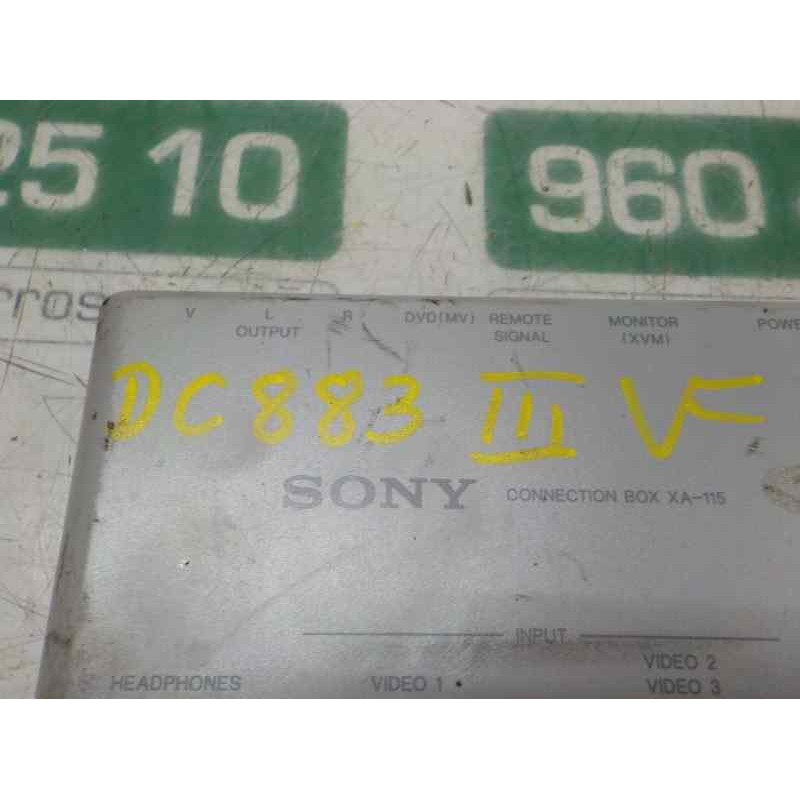 25 10
960
rros
V L R DVD(MV) REMOTE MONITOR POWE
OUTPUT SIGNAL (XVM)
DC883 III V
SONY CONNECTION BOX XA-115
INPUT
VIDEO 2
HEADPHONES VIDEO 1 VIDEO 3